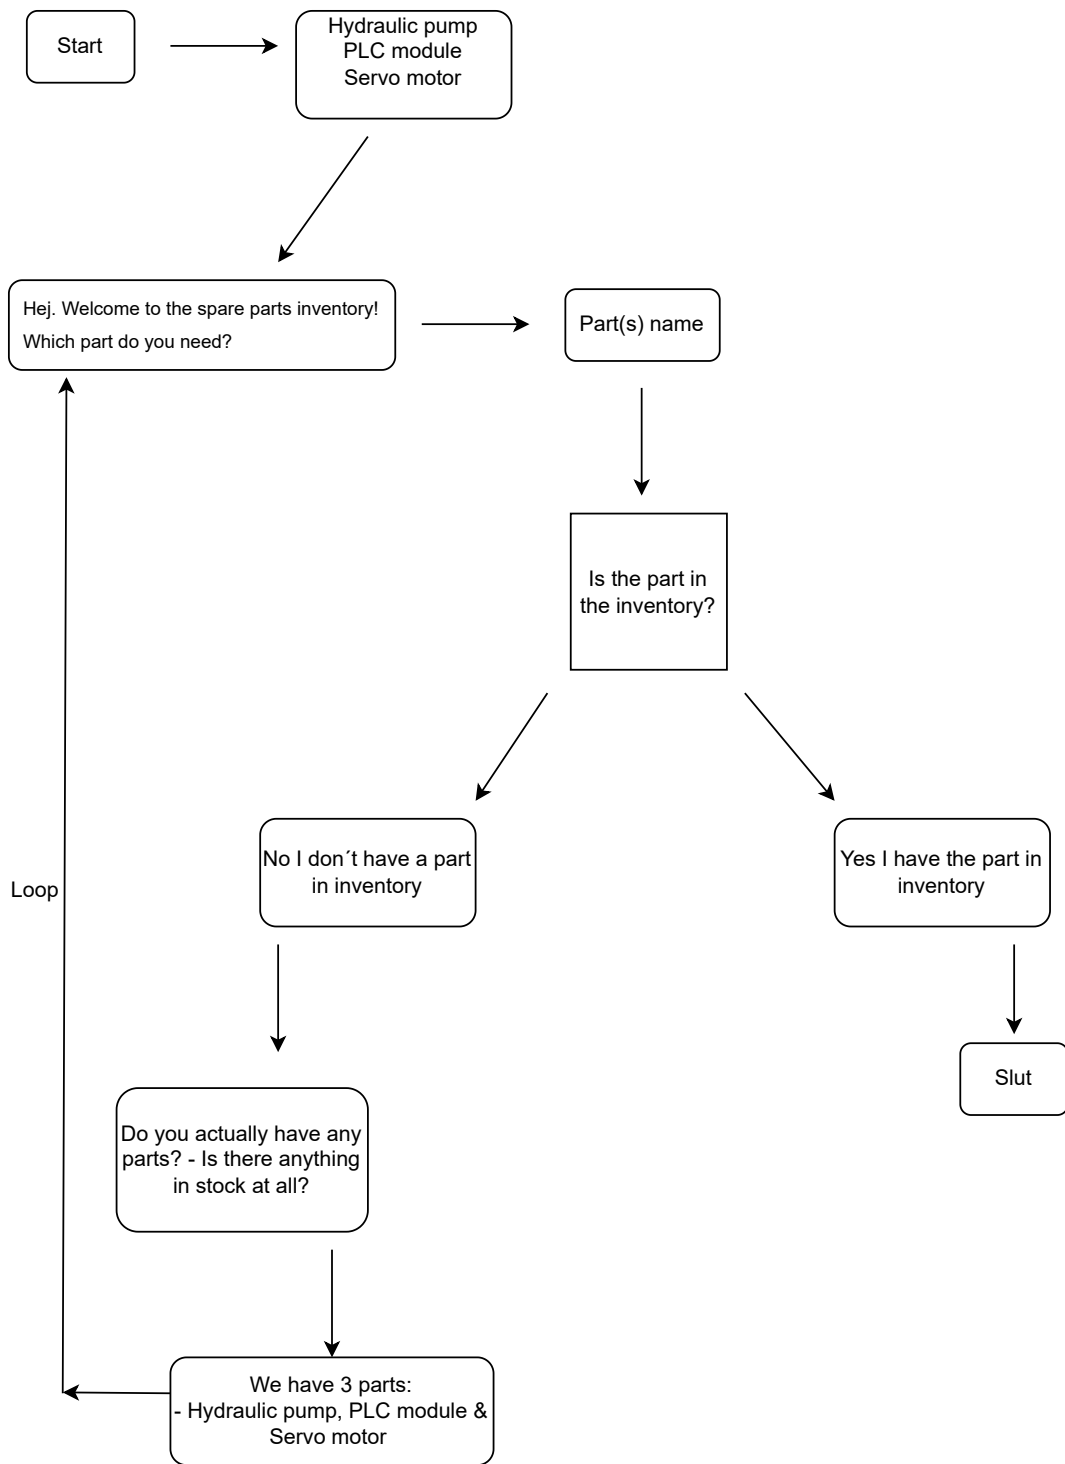 Start
Hydraulic pump
PLC module
Servo motor
Hej. Welcome to the spare parts inventory!
Which part do you need?
Part(s) name
Is the part in
the inventory?
No I don´t have a part
in inventory
Yes I have the part in
inventory
Loop
Slut
Do you actually have any
parts? - Is there anything
in stock at all?
We have 3 parts:
- Hydraulic pump, PLC module &
Servo motor